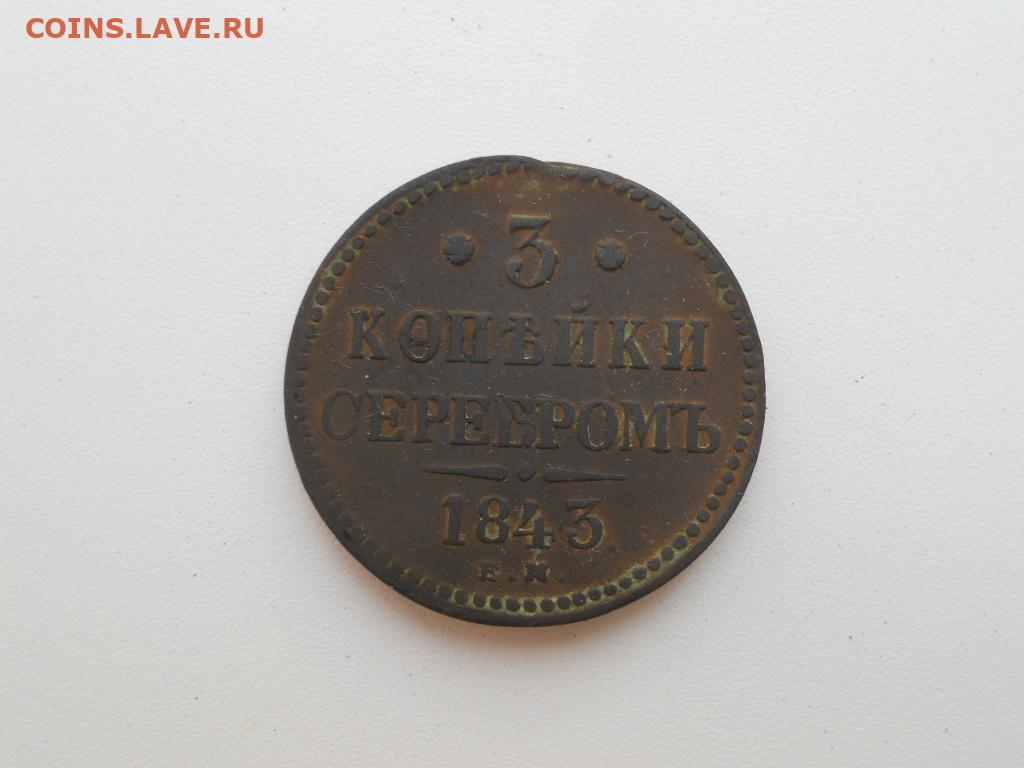 COINS.LAVE.RU
* 3 *
КОПѢЙКИ
СЕРЕБРОМЪ
1843.
Е.М.